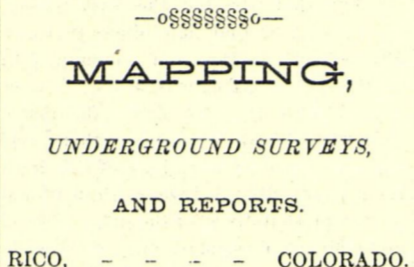 —o§§§§§§§§o—
MAPPING,
UNDERGROUND SURVEYS,
AND REPORTS.
RICO, - - - - COLORADO.